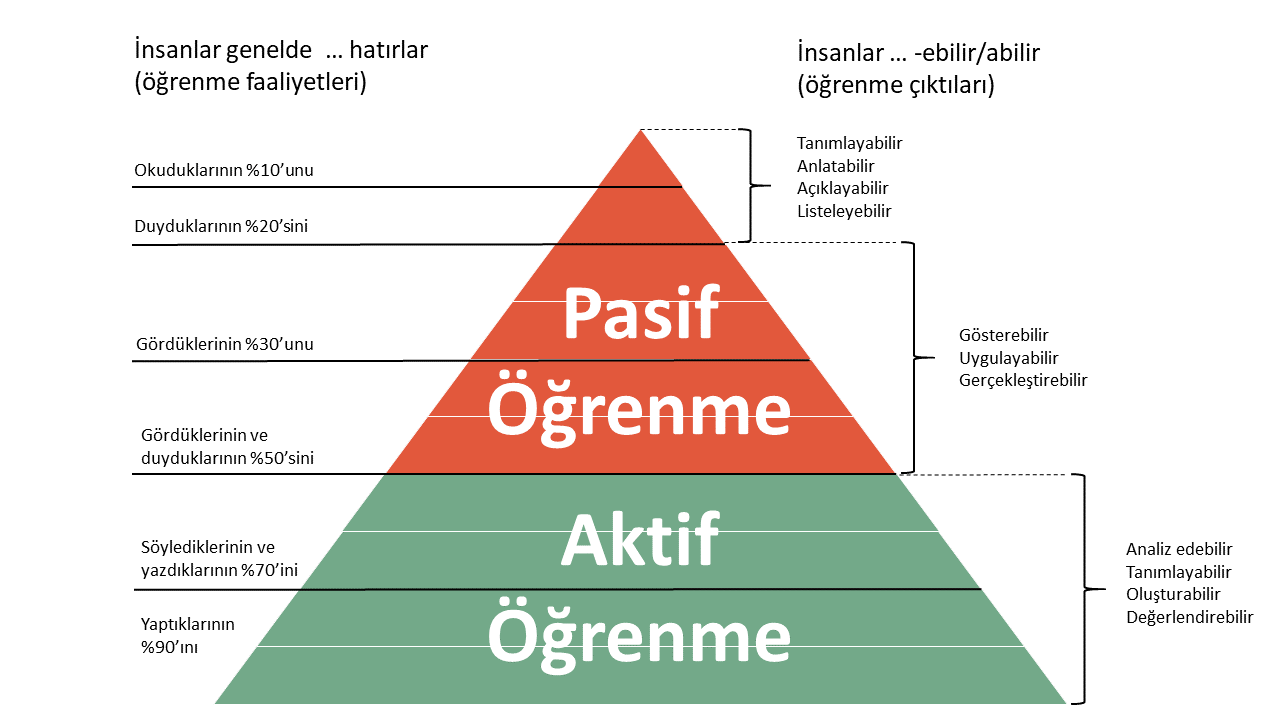 İnsanlar genelde ... hatırlar
(öğrenme faaliyetleri)
Okuduklarının %10’unu
Duyduklarının %20’sini
Gördüklerinin %30’unu
Gördüklerinin ve
duyduklarının %50’sini
Söylediklerinin ve
yazdıklarının %70’ini
Yaptıklarının
%90’ını
Pasif
Öğrenme
Aktif
Öğrenme
İnsanlar ... -ebilir/abilir
(öğrenme çıktıları)
Tanımlayabilir
Anlatabilir
Açıklayabilir
Listeleyebilir
Gösterebilir
Uygulayabilir
Gerçekleştirebilir
Analiz edebilir
Tanımlayabilir
Oluşturabilir
Değerlendirebilir